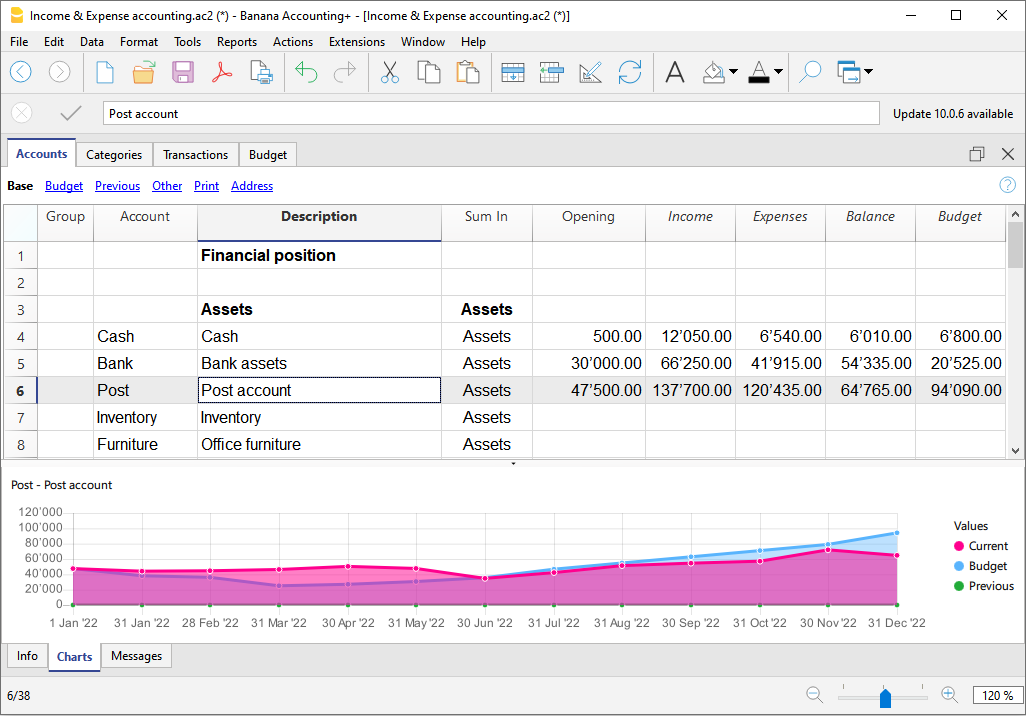 Income & Expense accounting.ac2 (*) - Banana Accounting+ - [Income & Expense accounting.ac2 (*)]
File Edit Data Format Tools Reports Actions Extensions Window Help
Post account Update 10.0.6 available
Accounts Categories Transactions Budget
Base Budget Previous Other Print Address
Group Account Description Sum In Opening Income Expenses Balance Budget
1 Financial position
2
3 Assets Assets
4 Cash Cash Assets 500.00 12’050.00 6’540.00 6’010.00 6’800.00
5 Bank Bank assets Assets 30’000.00 66’250.00 41’915.00 54’335.00 20’525.00
6 Post Post account Assets 47’500.00 137’700.00 120’435.00 64’765.00 94’090.00
7 Inventory Inventory Assets
8 Furniture Office furniture Assets
Post - Post account
120’000
100’000
80’000
60’000
40’000
20’000
0
1 Jan '22 31 Jan '22 28 Feb '22 31 Mar '22 30 Apr '22 31 May '22 30 Jun '22 31 Jul '22 31 Aug '22 30 Sep '22 31 Oct '22 30 Nov '22 31 Dec '22
Values
Current
Budget
Previous
Info Charts Messages
6/38 120 %